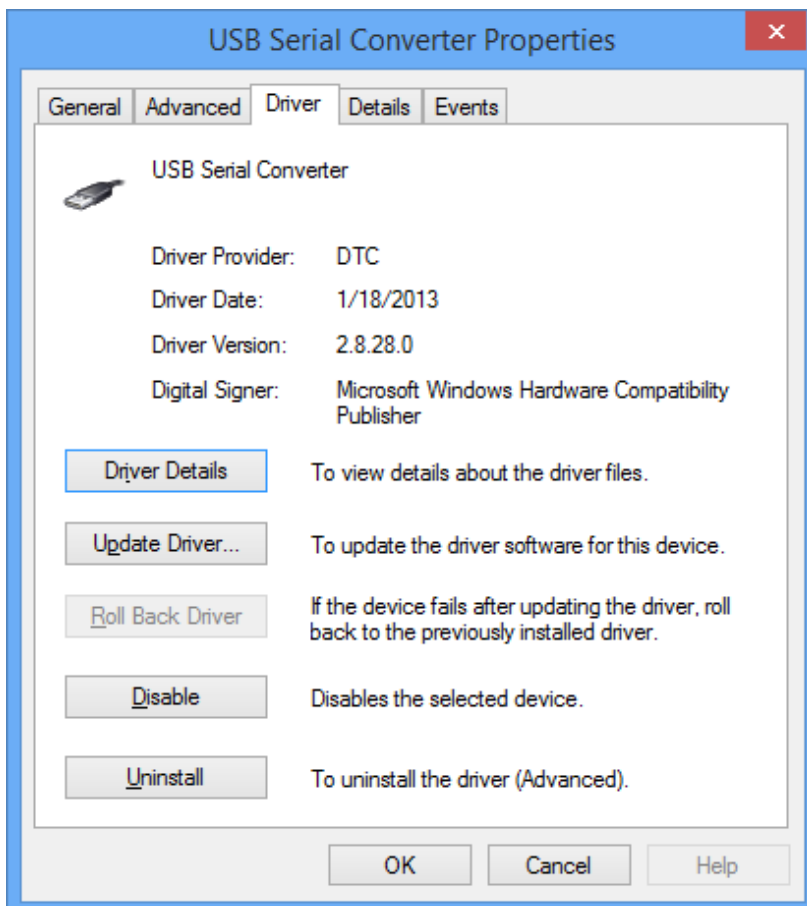 USB Serial Converter Properties
General Advanced Driver Details Events
USB Serial Converter
Driver Provider: DTC
Driver Date: 1/18/2013
Driver Version: 2.8.28.0
Digital Signer: Microsoft Windows Hardware Compatibility
Publisher
Driver Details To view details about the driver files.
Update Driver... To update the driver software for this device.
Roll Back Driver If the device fails after updating the driver, roll
back to the previously installed driver.
Disable Disables the selected device.
Uninstall To uninstall the driver (Advanced).
OK Cancel Help